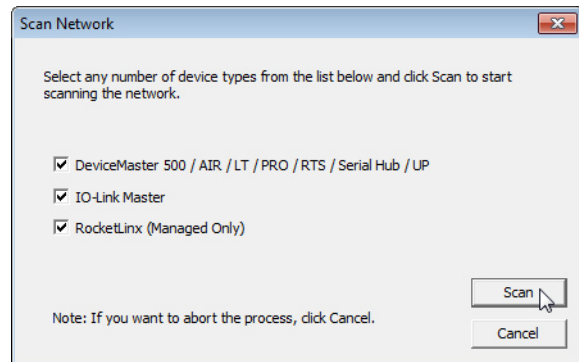 Scan Network
Select any number of device types from the list below and click Scan to start
scanning the network.
DeviceMaster 500 / AIR / LT / PRO / RTS / Serial Hub / UP
IO-Link Master
RocketLinx (Managed Only)
Scan
Note: If you want to abort the process, click Cancel.
Cancel